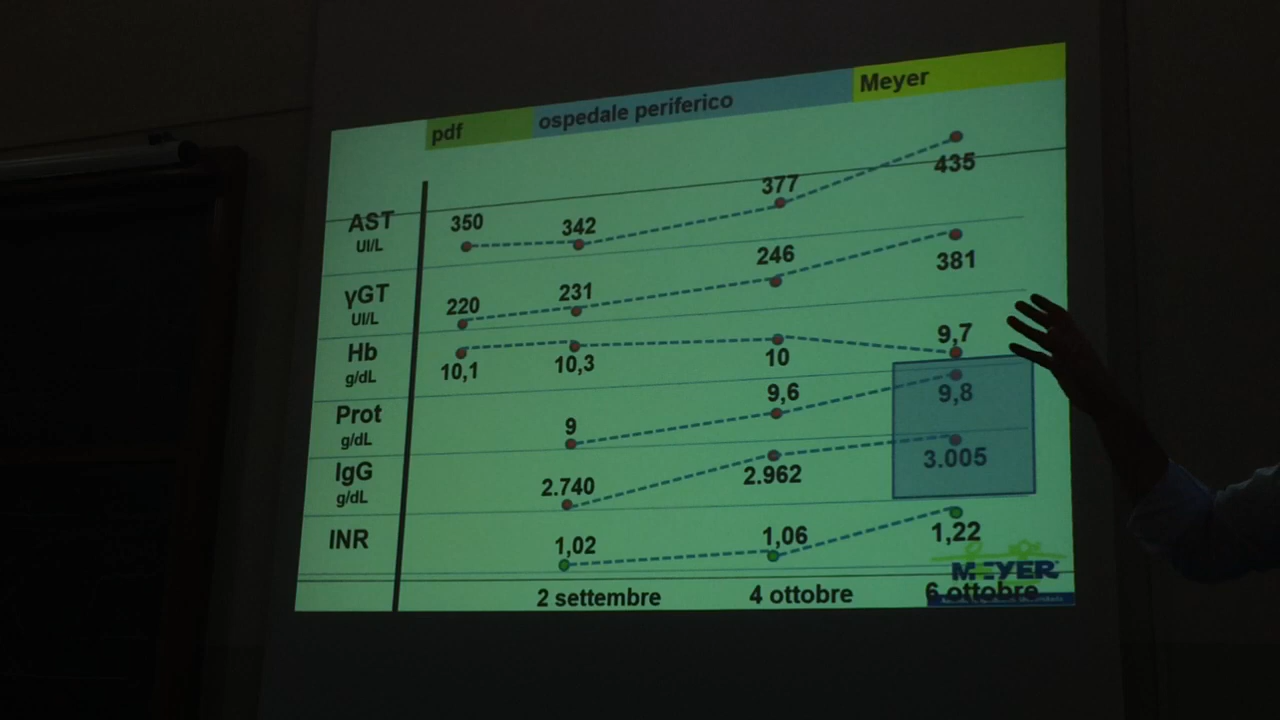 pdf ospedale periferico Meyer
AST 350 342 377 435
UI/L
γGT 220 231 246 381
UI/L
Hb 10,1 10,3 10 9,7
g/dL
Prot 9 9,6 9,8
g/dL
IgG 2.740 2.962 3.005
g/dL
INR 1,02 1,06 1,22
MEYER
2 settembre 4 ottobre 6 ottobre